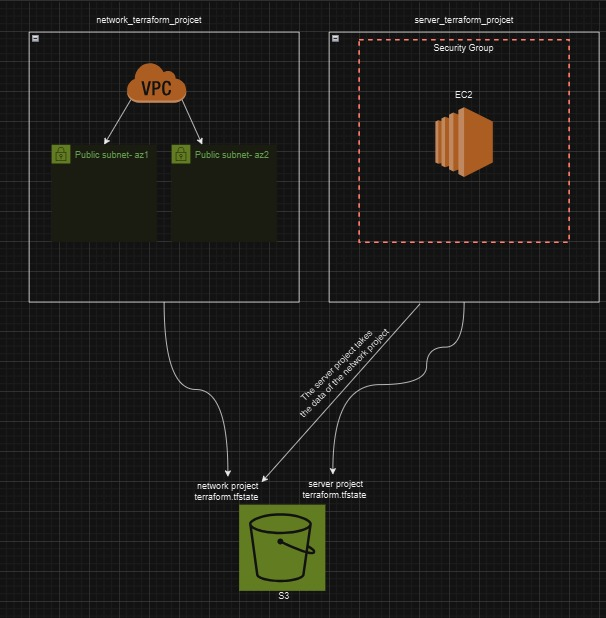 network_terraform_projcet
server_terraform_projcet
Security Group
VPC
EC2
Public subnet- az1
Public subnet- az2
The server project takes
the data of the network project
network project
terraform.tfstate
server project
terraform.tfstate
S3